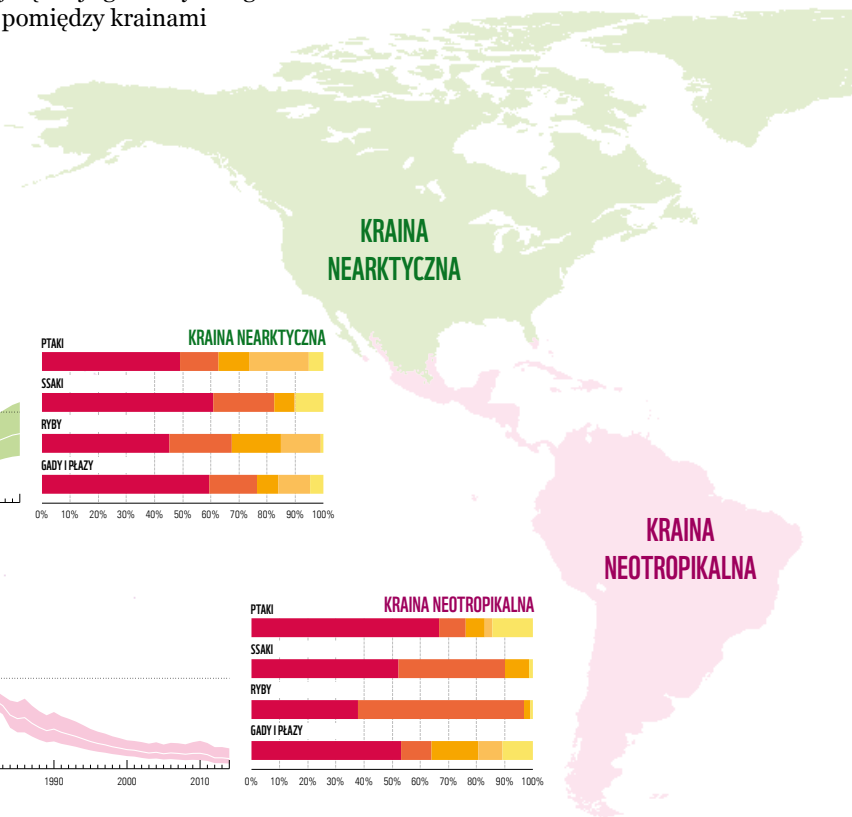 pomiędzy krainami
KRAINA
NEARKTYCZNA
KRAINA NEARKTYCZNA
PTAKI
SSAKI
RYBY
GADY I PŁAZY
0% 10% 20% 30% 40% 50% 60% 70% 80% 90% 100%
KRAINA
NEOTROPIKALNA
KRAINA NEOTROPIKALNA
PTAKI
SSAKI
RYBY
GADY I PŁAZY
0% 10% 20% 30% 40% 50% 60% 70% 80% 90% 100%
1990 2000 2010